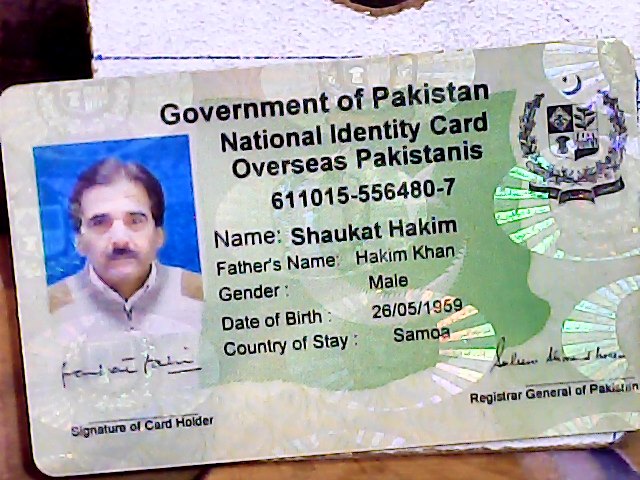 Government of Pakistan
National Identity Card
Overseas Pakistanis
611015-556480-7
Name: Shaukat Hakim
Father's Name: Hakim Khan
Gender : Male
Date of Birth : 26/05/1959
Country of Stay : Samoa
Registrar General of Pakistan
Signature of Card Holder